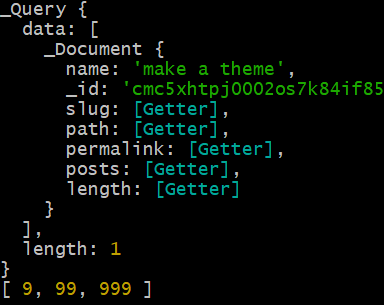 _Query {
  data: [
    _Document {
      name: 'make a theme',
      _id: 'cmc5xhtpj0002os7k84if85
      slug: [Getter],
      path: [Getter],
      permalink: [Getter],
      posts: [Getter],
      length: [Getter]
    }
  ],
  length: 1
}
[ 9, 99, 999 ]